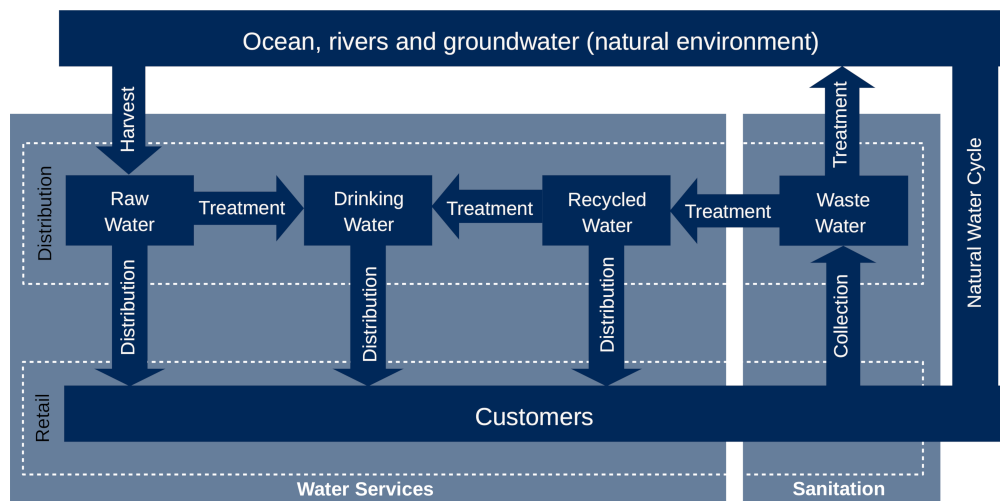 Ocean, rivers and groundwater (natural environment)
Harvest
Treatment
Natural Water Cycle
Distribution
Raw
Water
Treatment
Drinking
Water
Treatment
Recycled
Water
Treatment
Waste
Water
Distribution
Distribution
Distribution
Collection
Retail
Customers
Water Services
Sanitation